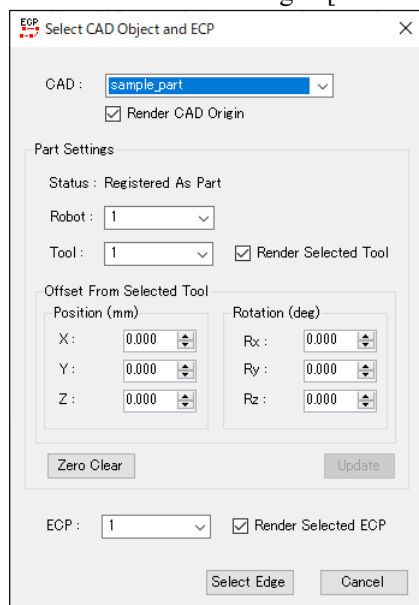 ECP
Select CAD Object and ECP
CAD : sample_part
Render CAD Origin
Part Settings
Status : Registered As Part
Robot : 1
Tool : 1 Render Selected Tool
Offset From Selected Tool
Position (mm) Rotation (deg)
X : 0.000 Rx : 0.000
Y : 0.000 Ry : 0.000
Z : 0.000 Rz : 0.000
Zero Clear Update
ECP : 1 Render Selected ECP
Select Edge Cancel